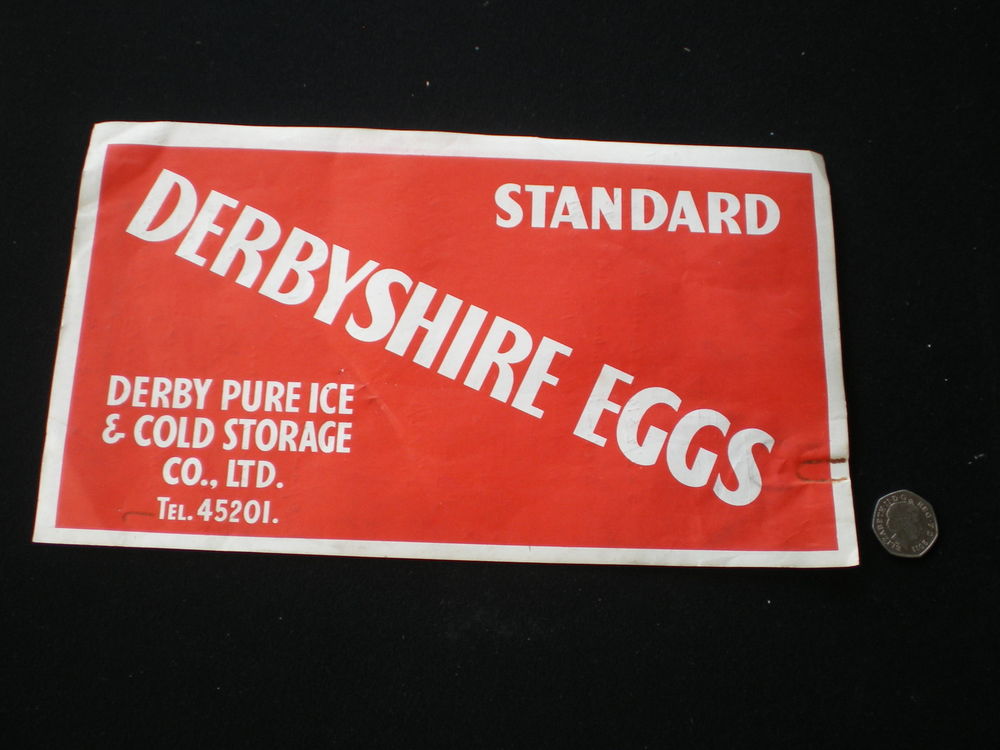 STANDARD
DERBYSHIRE EGGS
DERBY PURE ICE
& COLD STORAGE
CO., LTD.
TEL. 45201.